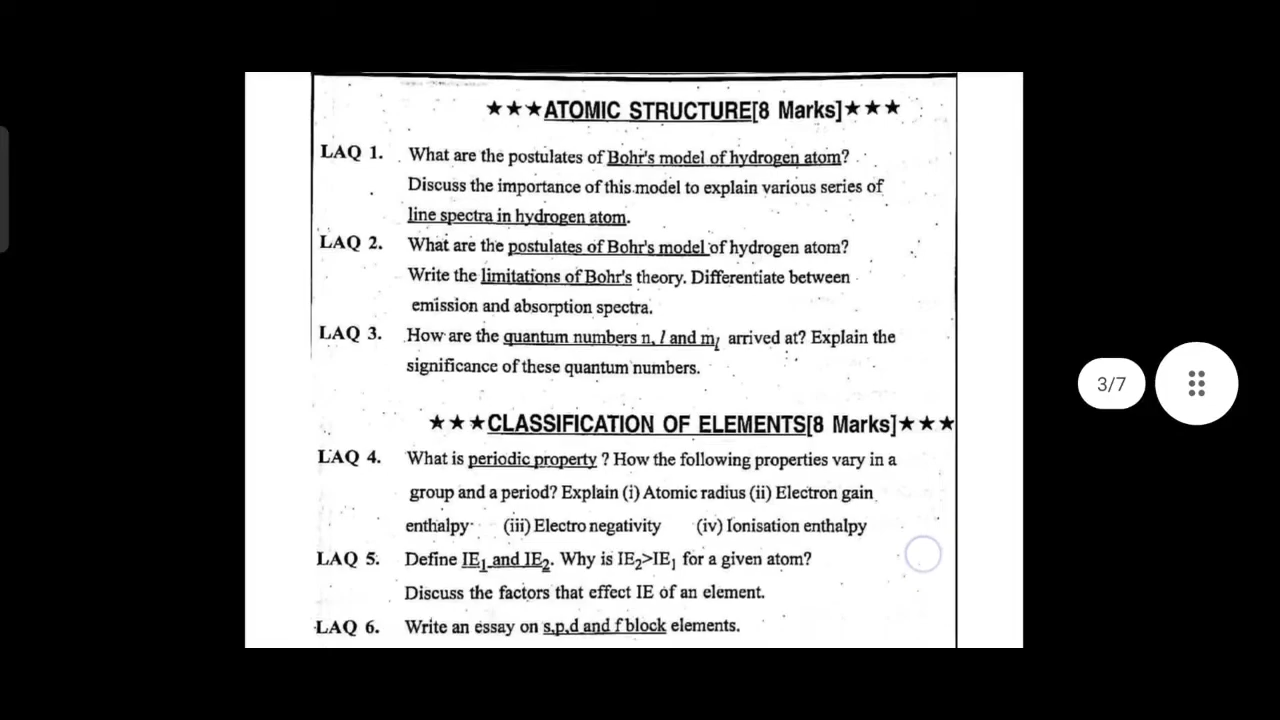 ★★★ATOMIC STRUCTURE[8 Marks]★★★
LAQ 1. What are the postulates of Bohr's model of hydrogen atom?
Discuss the importance of this model to explain various series of
line spectra in hydrogen atom.
LAQ 2. What are the postulates of Bohr's model of hydrogen atom?
Write the limitations of Bohr's theory. Differentiate between
emission and absorption spectra.
LAQ 3. How are the quantum numbers n, l and mₗ arrived at? Explain the
significance of these quantum numbers.
★★★CLASSIFICATION OF ELEMENTS[8 Marks]★★★
LAQ 4. What is periodic property ? How the following properties vary in a
group and a period? Explain (i) Atomic radius (ii) Electron gain
enthalpy (iii) Electro negativity (iv) Ionisation enthalpy
LAQ 5. Define IE₁ and IE₂. Why is IE₂>IE₁ for a given atom?
Discuss the factors that effect IE of an element.
LAQ 6. Write an essay on s,p,d and f block elements.
3/7